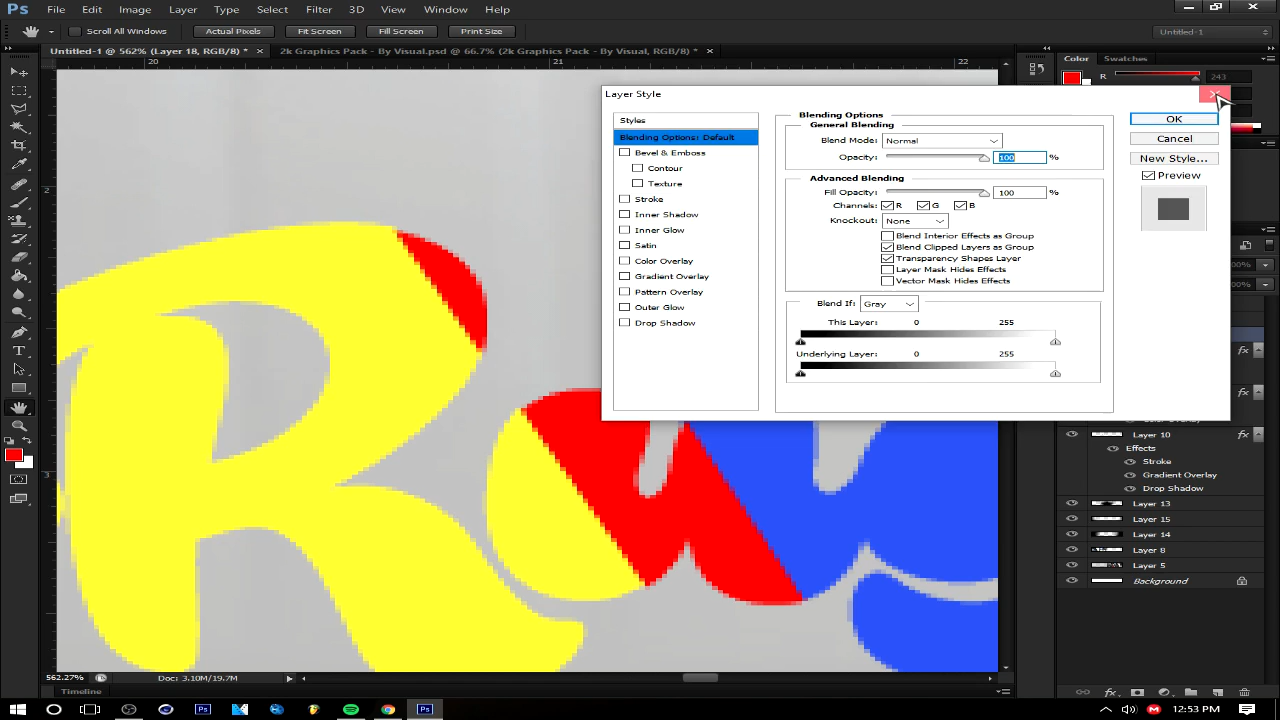 Ps File Edit Image Layer Type Select Filter 3D View Window Help
Scroll All Windows Actual Pixels Fit Screen Fill Screen Print Size Untitled-1
Untitled-1 @ 562% (Layer 18, RGB/8) * × 2k Graphics Pack - By Visual.psd @ 66.7% (2k Graphics Pack - By Visual, RGB/8) * ×
Color Swatches
20 21 22
R 243
2
3
Layer Style
Styles
Blending Options: Default
Bevel & Emboss
Contour
Texture
Stroke
Inner Shadow
Inner Glow
Satin
Color Overlay
Gradient Overlay
Pattern Overlay
Outer Glow
Drop Shadow
Blending Options
General Blending
Blend Mode: Normal
Opacity: 100 %
Advanced Blending
Fill Opacity: 100 %
Channels: R G B
Knockout: None
Blend Interior Effects as Group
Blend Clipped Layers as Group
Transparency Shapes Layer
Layer Mask Hides Effects
Vector Mask Hides Effects
Blend If: Gray
This Layer: 0 255
Underlying Layer: 0 255
OK
Cancel
New Style...
Preview
fx
fx
Layer 10 fx
Effects
Stroke
Gradient Overlay
Drop Shadow
Layer 13
Layer 15
Layer 14
Layer 8
Layer 5
Background
562.27% Doc: 3.10M/19.7M
Timeline
12:53 PM